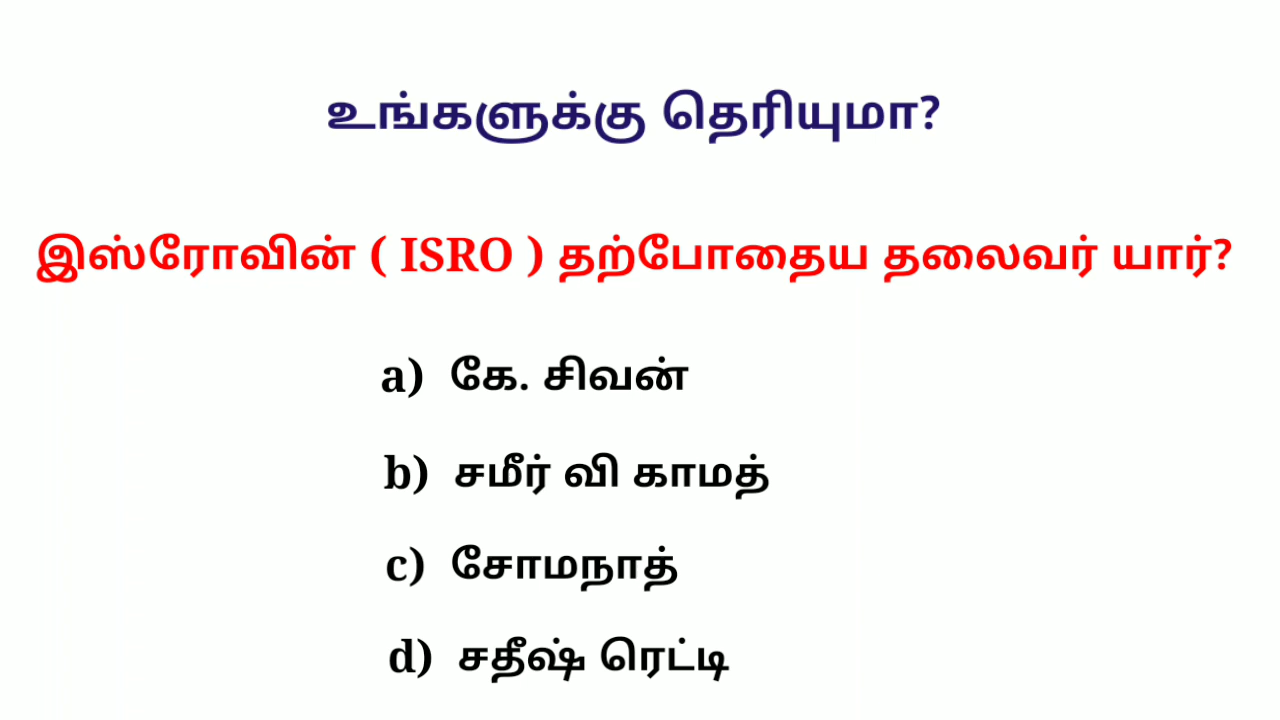 உங்களுக்கு தெரியுமா?
இஸ்ரோவின் ( ISRO ) தற்போதைய தலைவர் யார்?
a) கே. சிவன்
b) சமீர் வி காமத்
c) சோமநாத்
d) சதீஷ் ரெட்டி